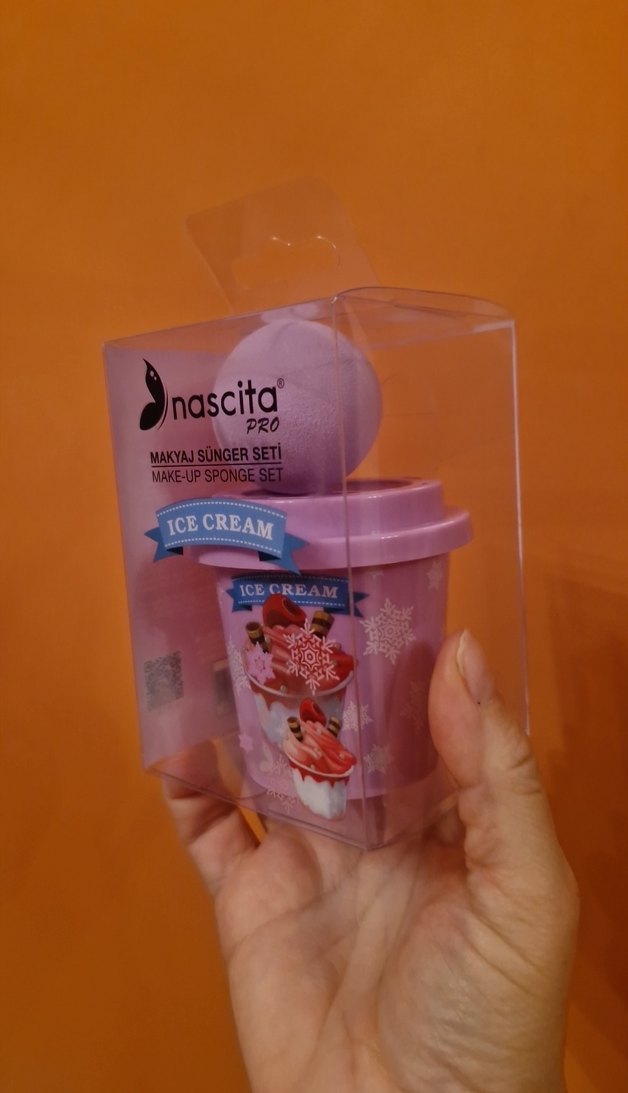 nascita®
PRO
MAKYAJ SÜNGER SETİ
MAKE-UP SPONGE SET
ICE CREAM
ICE CREAM